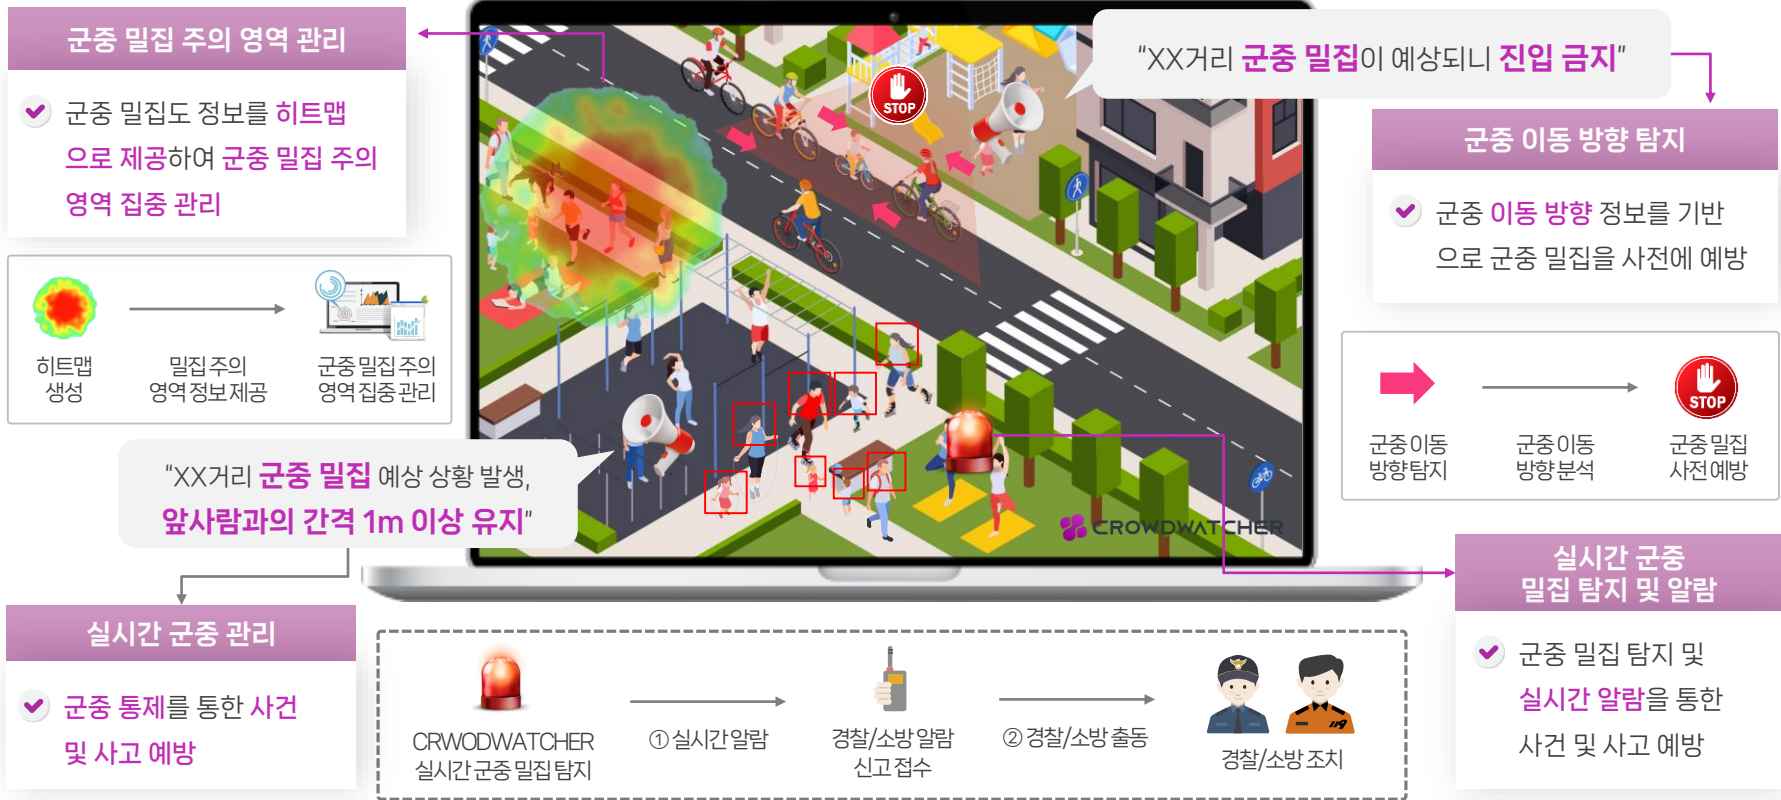 군중 밀집 주의 영역 관리
군중 밀집도 정보를 히트맵
으로 제공하여 군중 밀집 주의
영역 집중 관리
히트맵
생성
밀집 주의
영역 정보 제공
군중 밀집 주의
영역 집중 관리
"XX거리 군중 밀집이 예상되니 진입 금지"
STOP
군중 이동 방향 탐지
군중 이동 방향 정보를 기반
으로 군중 밀집을 사전에 예방
군중 이동
방향 탐지
군중 이동
방향 분석
STOP
군중 밀집
사전 예방
"XX거리 군중 밀집 예상 상황 발생,
앞사람과의 간격 1m 이상 유지"
CROWDWATCHER
실시간 군중 관리
군중 통제를 통한 사건
및 사고 예방
CRWODWATCHER
실시간 군중 밀집 탐지
① 실시간 알람
경찰/소방 알람
신고 접수
② 경찰/소방 출동
119
경찰/소방 조치
실시간 군중
밀집 탐지 및 알람
군중 밀집 탐지 및
실시간 알람을 통한
사건 및 사고 예방